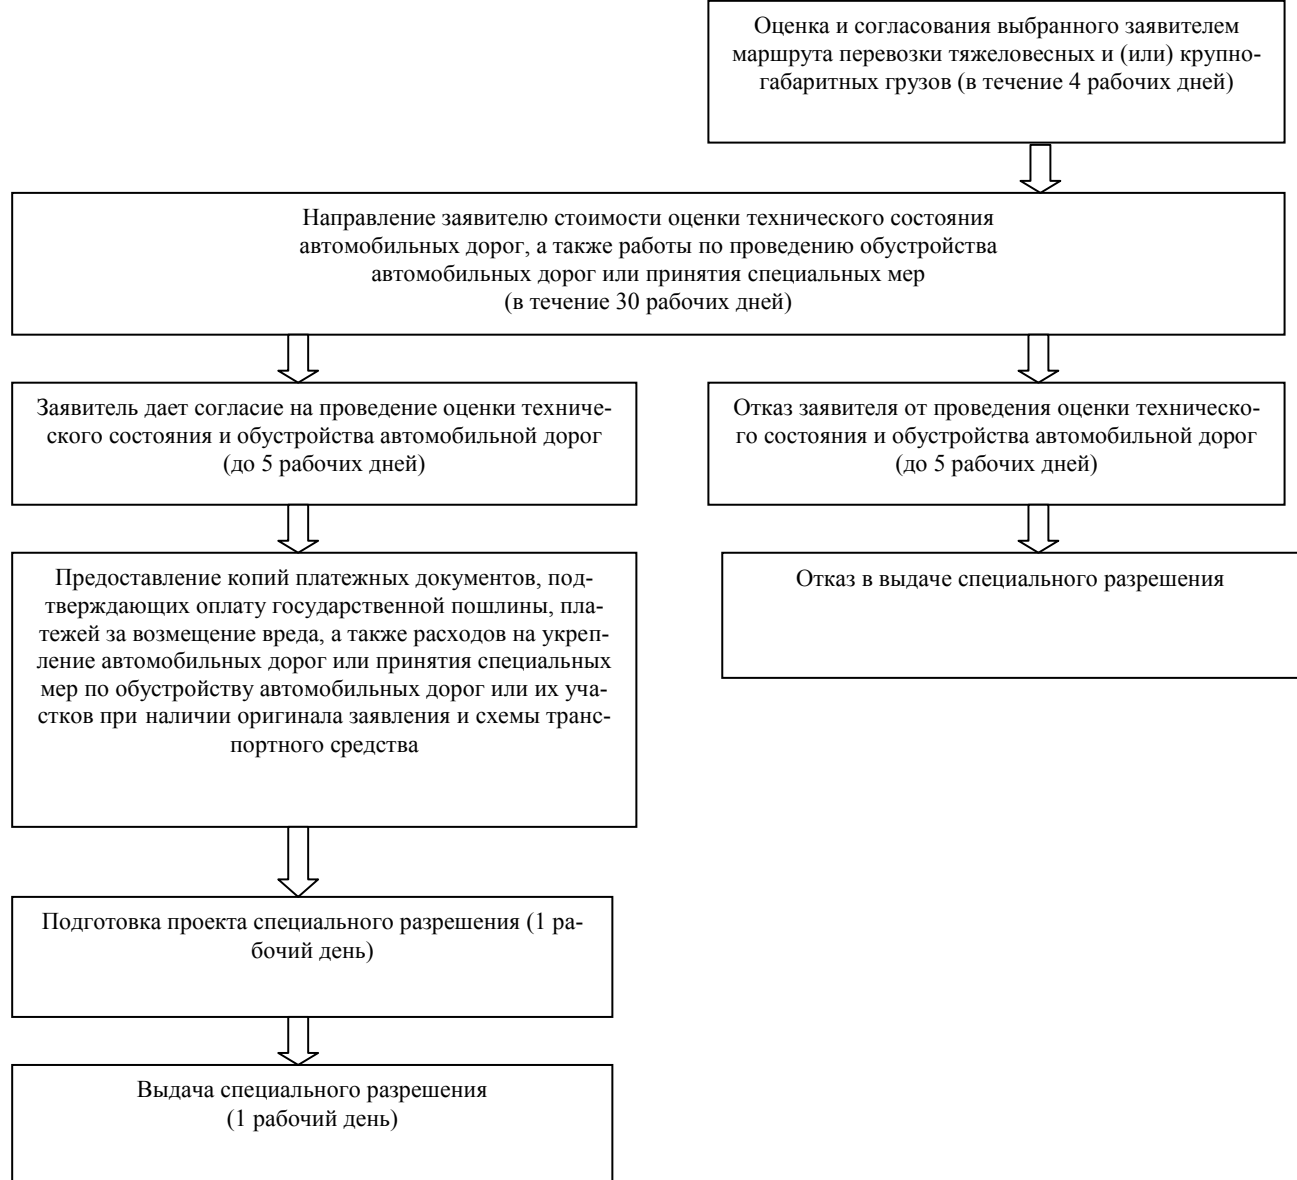 Оценка и согласования выбранного заявителем
маршрута перевозки тяжеловесных и (или) крупно-
габаритных грузов (в течение 4 рабочих дней)
Направление заявителю стоимости оценки технического состояния
автомобильных дорог, а также работы по проведению обустройства
автомобильных дорог или принятия специальных мер
(в течение 30 рабочих дней)
Заявитель дает согласие на проведение оценки техниче-
ского состояния и обустройства автомобильной дорог
(до 5 рабочих дней)
Отказ заявителя от проведения оценки техническо-
го состояния и обустройства автомобильной дорог
(до 5 рабочих дней)
Предоставление копий платежных документов, под-
тверждающих оплату государственной пошлины, пла-
тежей за возмещение вреда, а также расходов на укреп-
ление автомобильных дорог или принятия специальных
мер по обустройству автомобильных дорог или их уча-
стков при наличии оригинала заявления и схемы транс-
портного средства
Отказ в выдаче специального разрешения
Подготовка проекта специального разрешения (1 ра-
бочий день)
Выдача специального разрешения
(1 рабочий день)